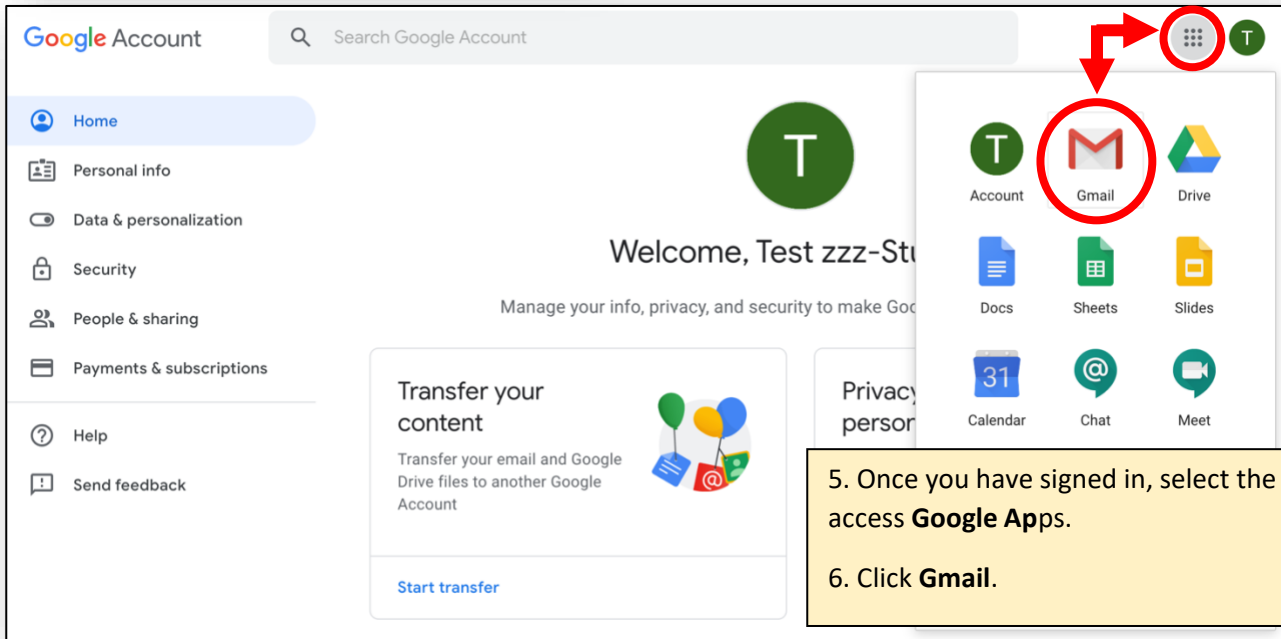 Google Account
Search Google Account
T
Home
Personal info
Data & personalization
Security
People & sharing
Payments & subscriptions
Help
Send feedback
T
Welcome, Test zzz-Stu
Manage your info, privacy, and security to make Goo
Transfer your
content
Transfer your email and Google
Drive files to another Google
Account
Start transfer
Privacy
person
T
Account
Gmail
Drive
Docs
Sheets
Slides
31
Calendar
@
Chat
Meet
5. Once you have signed in, select the
access Google Apps.
6. Click Gmail.